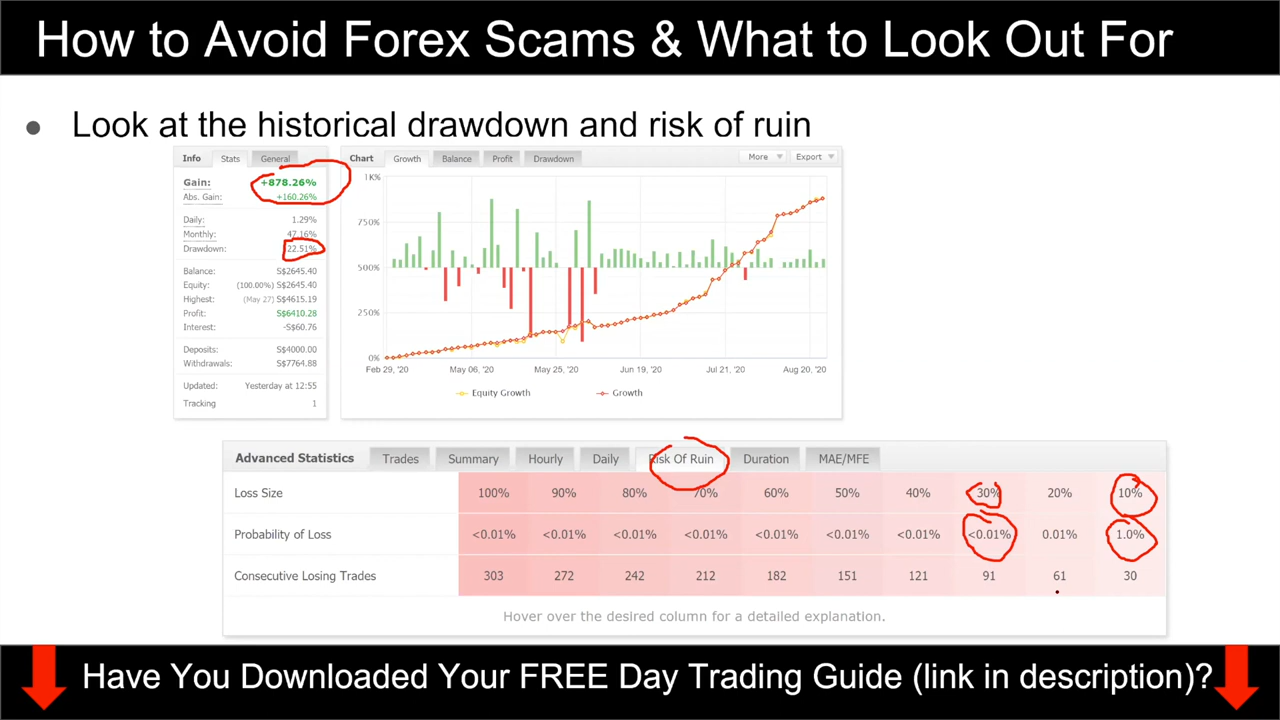 How to Avoid Forex Scams & What to Look Out For
● Look at the historical drawdown and risk of ruin
Info Stats General
Gain: +878.26%
Abs. Gain: +160.26%
Daily: 1.29%
Monthly: 47.16%
Drawdown: 22.51%
Balance: S$2645.40
Equity: (100.00%) S$2645.40
Highest: (May 27) S$4615.19
Profit: S$6410.28
Interest: -S$60.76
Deposits: S$4000.00
Withdrawals: S$7764.88
Updated: Yesterday at 12:55
Tracking 1
Chart Growth Balance Profit Drawdown More Export
1K%
750%
500%
250%
0%
Feb 29, '20 May 06, '20 May 25, '20 Jun 19, '20 Jul 21, '20 Aug 20, '20
Equity Growth Growth
Advanced Statistics Trades Summary Hourly Daily Risk Of Ruin Duration MAE/MFE
Loss Size 100% 90% 80% 70% 60% 50% 40% 30% 20% 10%
Probability of Loss <0.01% <0.01% <0.01% <0.01% <0.01% <0.01% <0.01% <0.01% 0.01% 1.0%
Consecutive Losing Trades 303 272 242 212 182 151 121 91 61 30
Hover over the desired column for a detailed explanation.
Have You Downloaded Your FREE Day Trading Guide (link in description)?